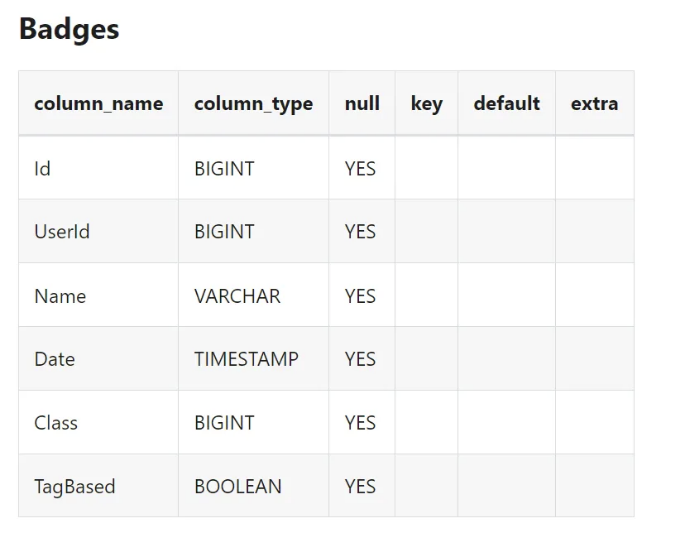 Badges
column_name column_type null key default extra
Id BIGINT YES
UserId BIGINT YES
Name VARCHAR YES
Date TIMESTAMP YES
Class BIGINT YES
TagBased BOOLEAN YES